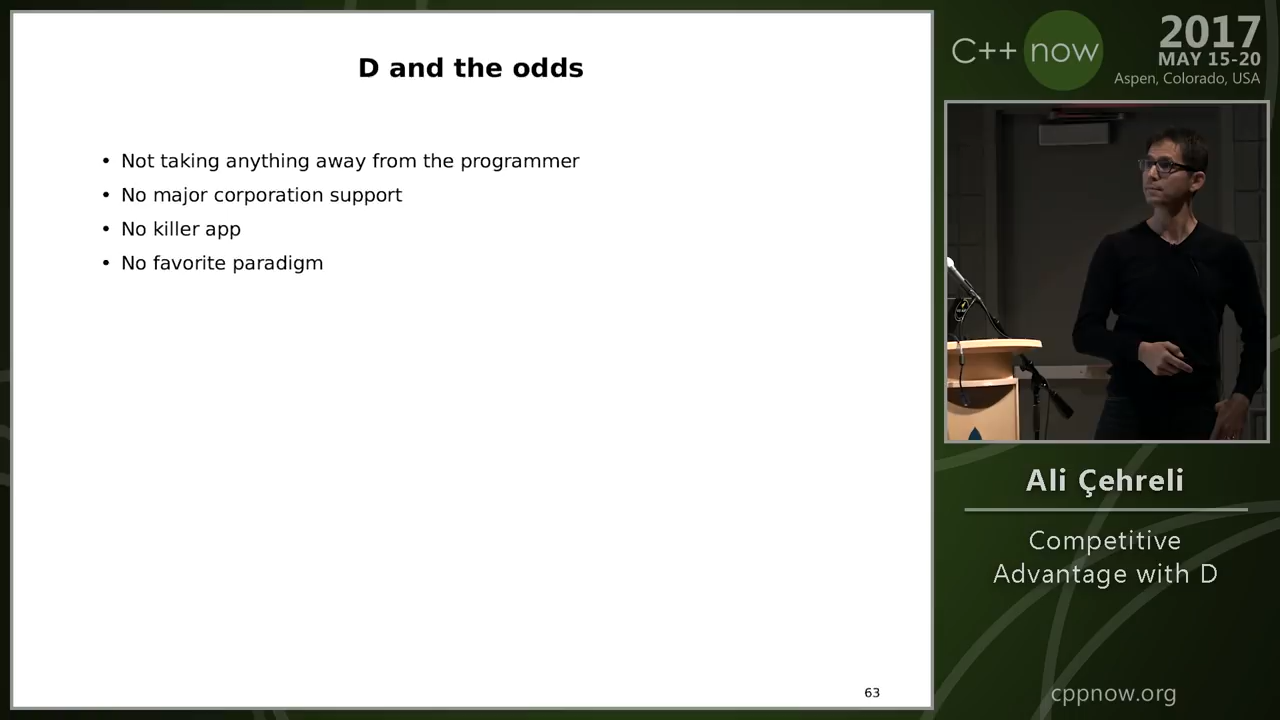 D and the odds
• Not taking anything away from the programmer
• No major corporation support
• No killer app
• No favorite paradigm
63
C++ now
2017
MAY 15-20
Aspen, Colorado, USA
Ali Çehreli
Competitive
Advantage with D
cppnow.org